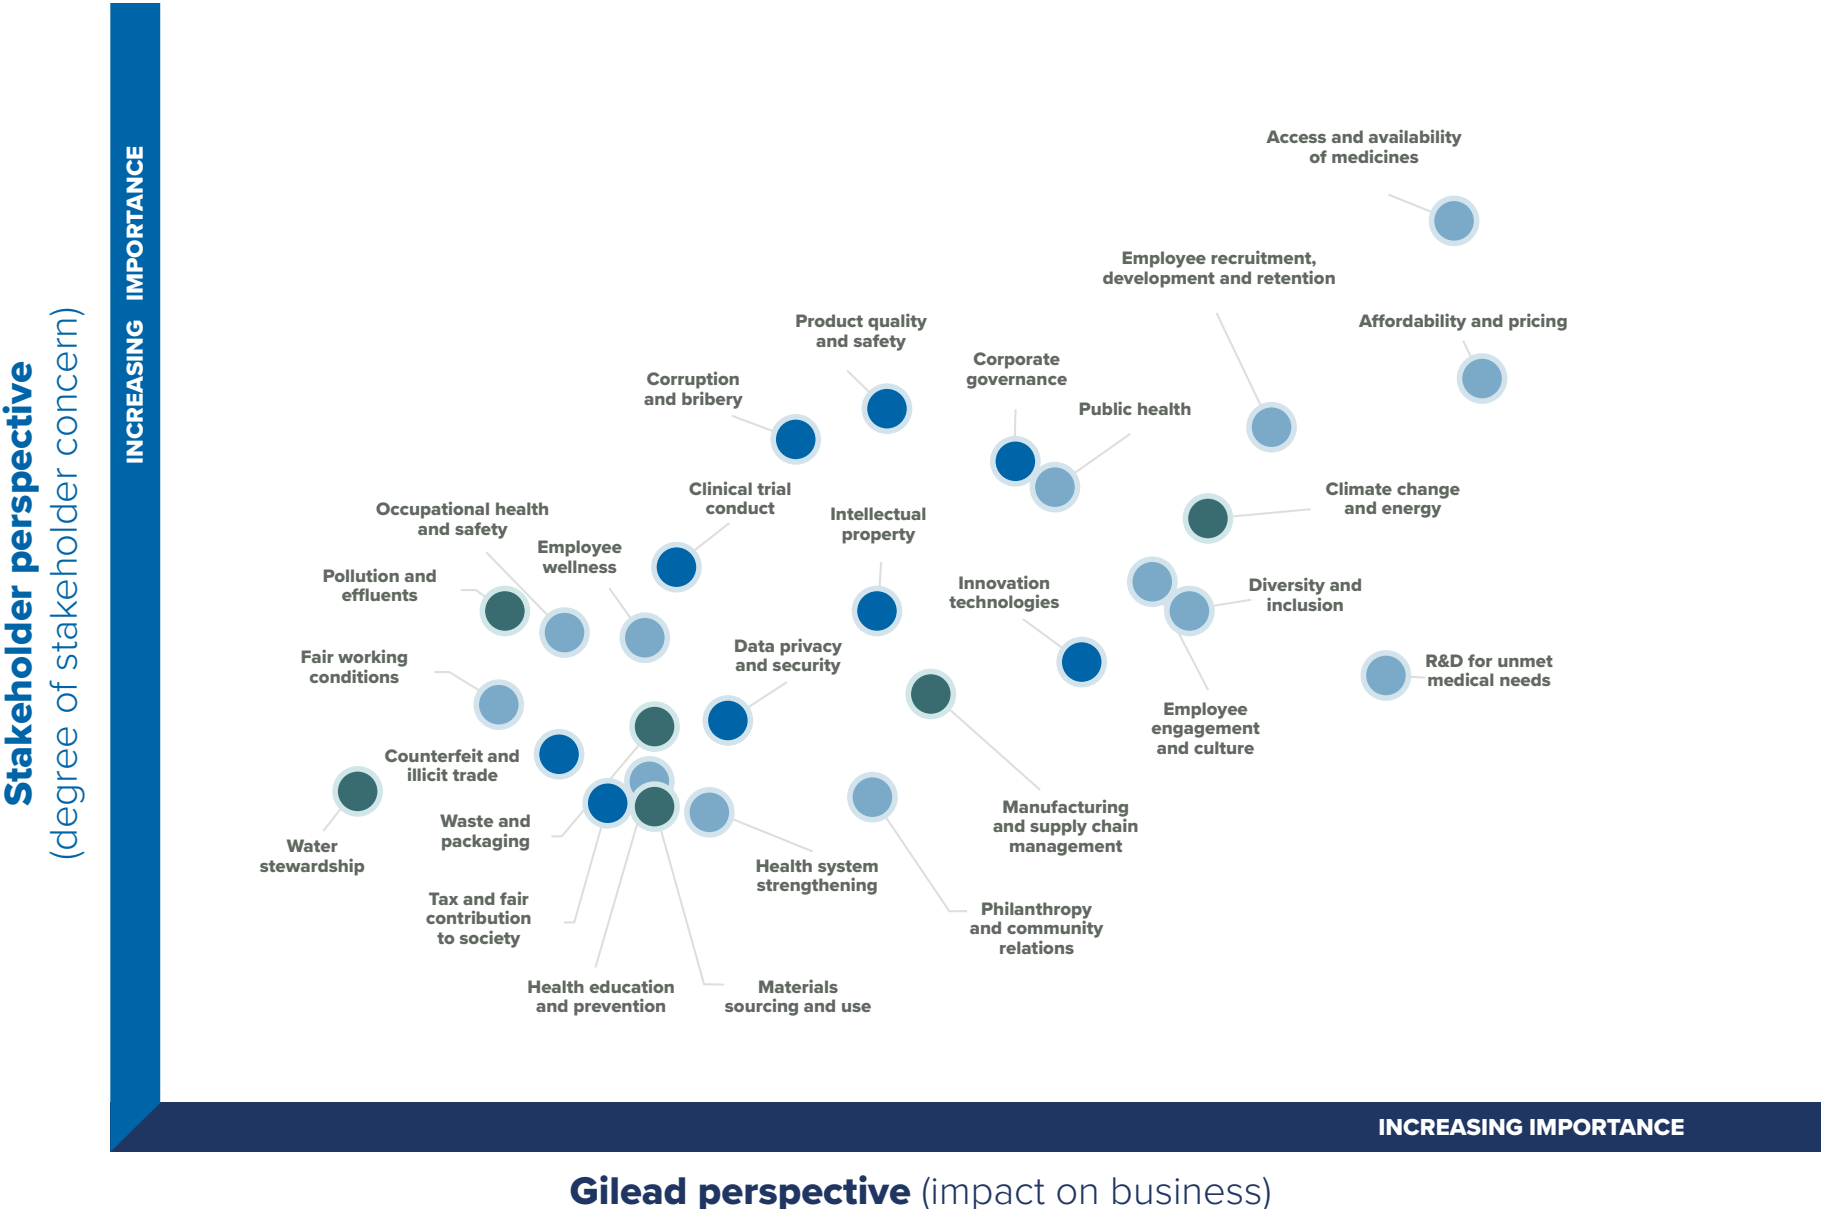 Stakeholder perspective
(degree of stakeholder concern)
INCREASING IMPORTANCE
Access and availability
of medicines
Employee recruitment,
development and retention
Affordability and pricing
Product quality
and safety
Corporate
governance
Corruption
and bribery
Public health
Clinical trial
conduct
Climate change
and energy
Occupational health
and safety
Intellectual
property
Employee
wellness
Pollution and
effluents
Innovation
technologies
Diversity and
inclusion
Data privacy
and security
Fair working
conditions
R&D for unmet
medical needs
Employee
engagement
and culture
Counterfeit and
illicit trade
Manufacturing
and supply chain
management
Waste and
packaging
Water
stewardship
Health system
strengthening
Tax and fair
contribution
to society
Philanthropy
and community
relations
Health education
and prevention
Materials
sourcing and use
INCREASING IMPORTANCE
Gilead perspective (impact on business)